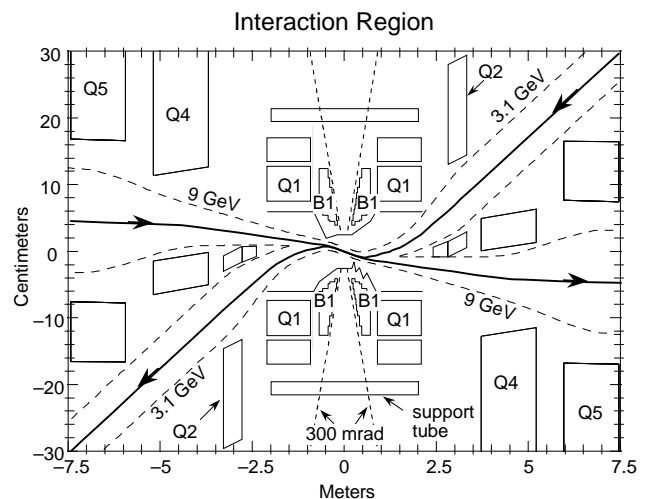 Interaction Region
30
20
10
0
−10
−20
−30
Centimeters
Q5
Q4
Q2
3.1 GeV
Q1
B1
B1
Q1
9 GeV
B1
B1
Q1
Q1
9 GeV
3.1 GeV
Q2
300 mrad
support
tube
Q4
Q5
−7.5
−5
−2.5
0
2.5
5
7.5
Meters